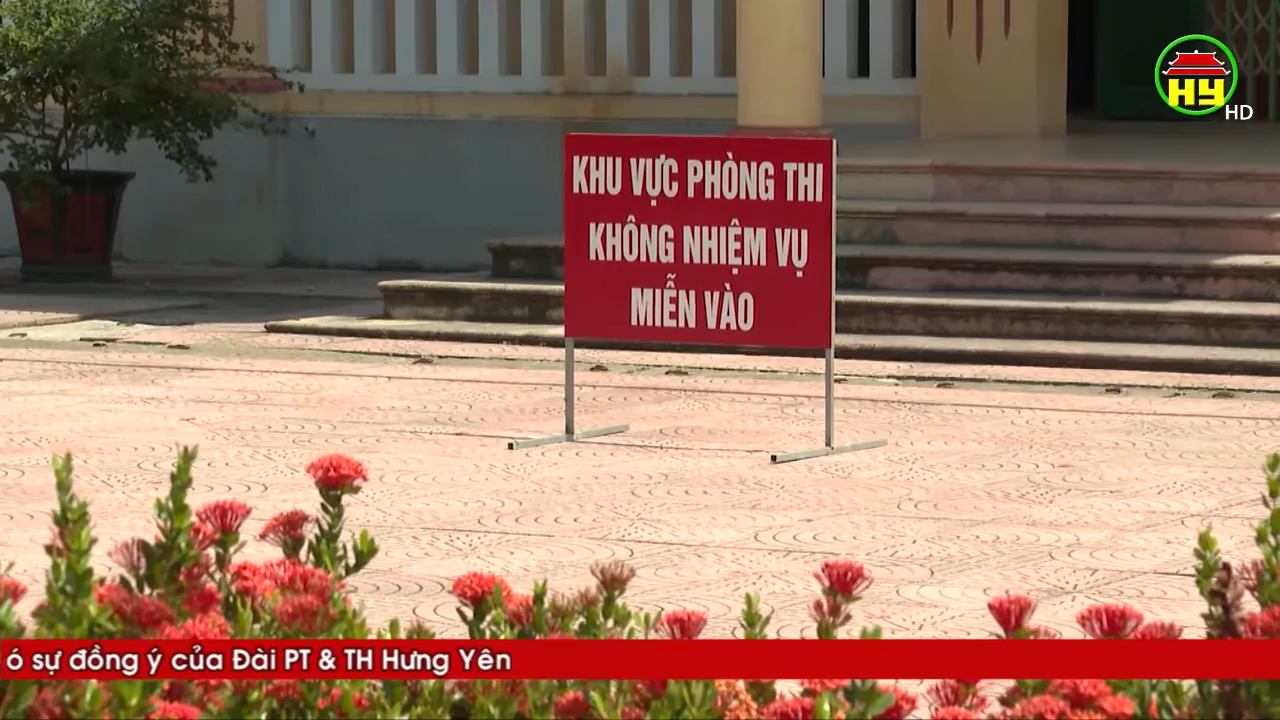 HY
HD
KHU VỰC PHÒNG THI
KHÔNG NHIỆM VỤ
MIỄN VÀO
ó sự đồng ý của Đài PT & TH Hưng Yên